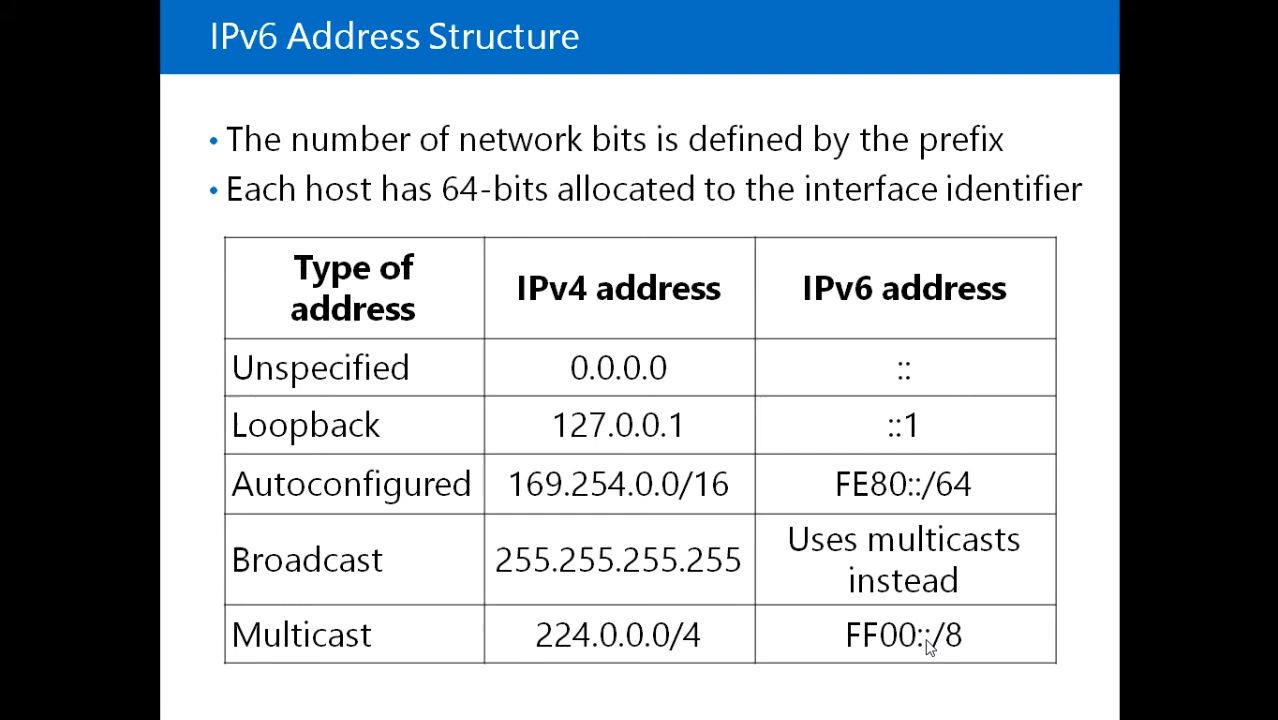 IPv6 Address Structure
• The number of network bits is defined by the prefix
• Each host has 64-bits allocated to the interface identifier
Type of address IPv4 address IPv6 address
Unspecified 0.0.0.0 ::
Loopback 127.0.0.1 ::1
Autoconfigured 169.254.0.0/16 FE80::/64
Broadcast 255.255.255.255 Uses multicasts instead
Multicast 224.0.0.0/4 FF00::/8